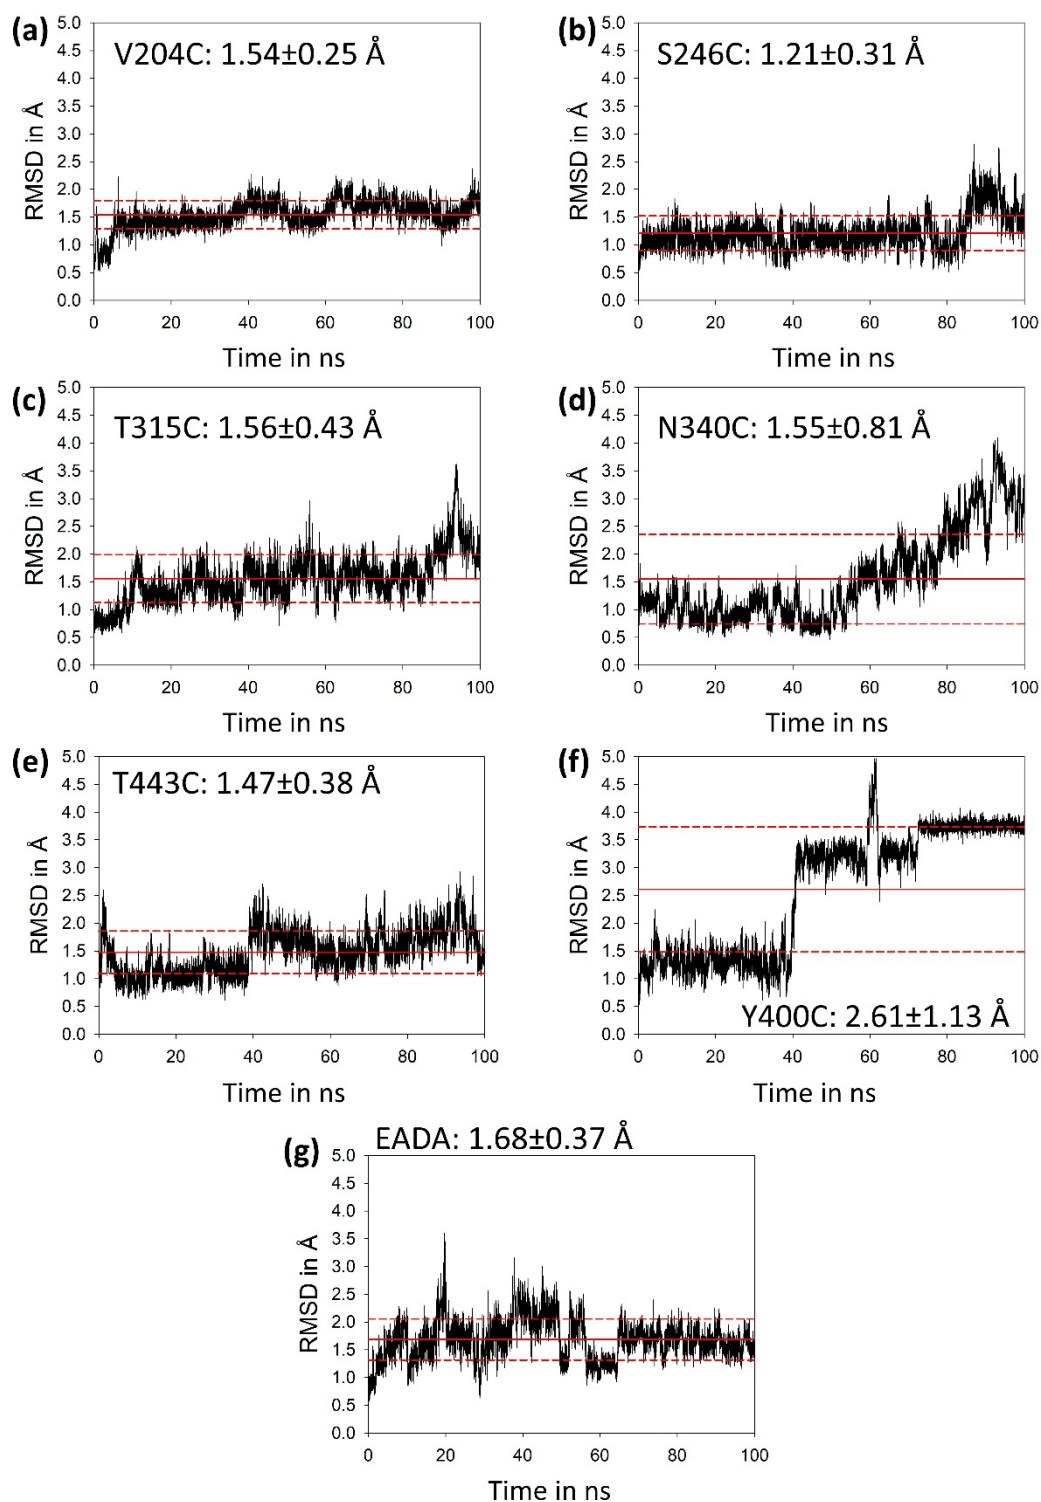 (a)
V204C: 1.54±0.25 Å
RMSD in Å
5.0
4.5
4.0
3.5
3.0
2.5
2.0
1.5
1.0
0.5
0.0
0 20 40 60 80 100
Time in ns
(b)
S246C: 1.21±0.31 Å
RMSD in Å
5.0
4.5
4.0
3.5
3.0
2.5
2.0
1.5
1.0
0.5
0.0
0 20 40 60 80 100
Time in ns
(c)
T315C: 1.56±0.43 Å
RMSD in Å
5.0
4.5
4.0
3.5
3.0
2.5
2.0
1.5
1.0
0.5
0.0
0 20 40 60 80 100
Time in ns
(d)
N340C: 1.55±0.81 Å
RMSD in Å
5.0
4.5
4.0
3.5
3.0
2.5
2.0
1.5
1.0
0.5
0.0
0 20 40 60 80 100
Time in ns
(e)
T443C: 1.47±0.38 Å
RMSD in Å
5.0
4.5
4.0
3.5
3.0
2.5
2.0
1.5
1.0
0.5
0.0
0 20 40 60 80 100
Time in ns
(f)
RMSD in Å
5.0
4.5
4.0
3.5
3.0
2.5
2.0
1.5
1.0
0.5
0.0
Y400C: 2.61±1.13 Å
0 20 40 60 80 100
Time in ns
(g)
EADA: 1.68±0.37 Å
RMSD in Å
5.0
4.5
4.0
3.5
3.0
2.5
2.0
1.5
1.0
0.5
0.0
0 20 40 60 80 100
Time in ns